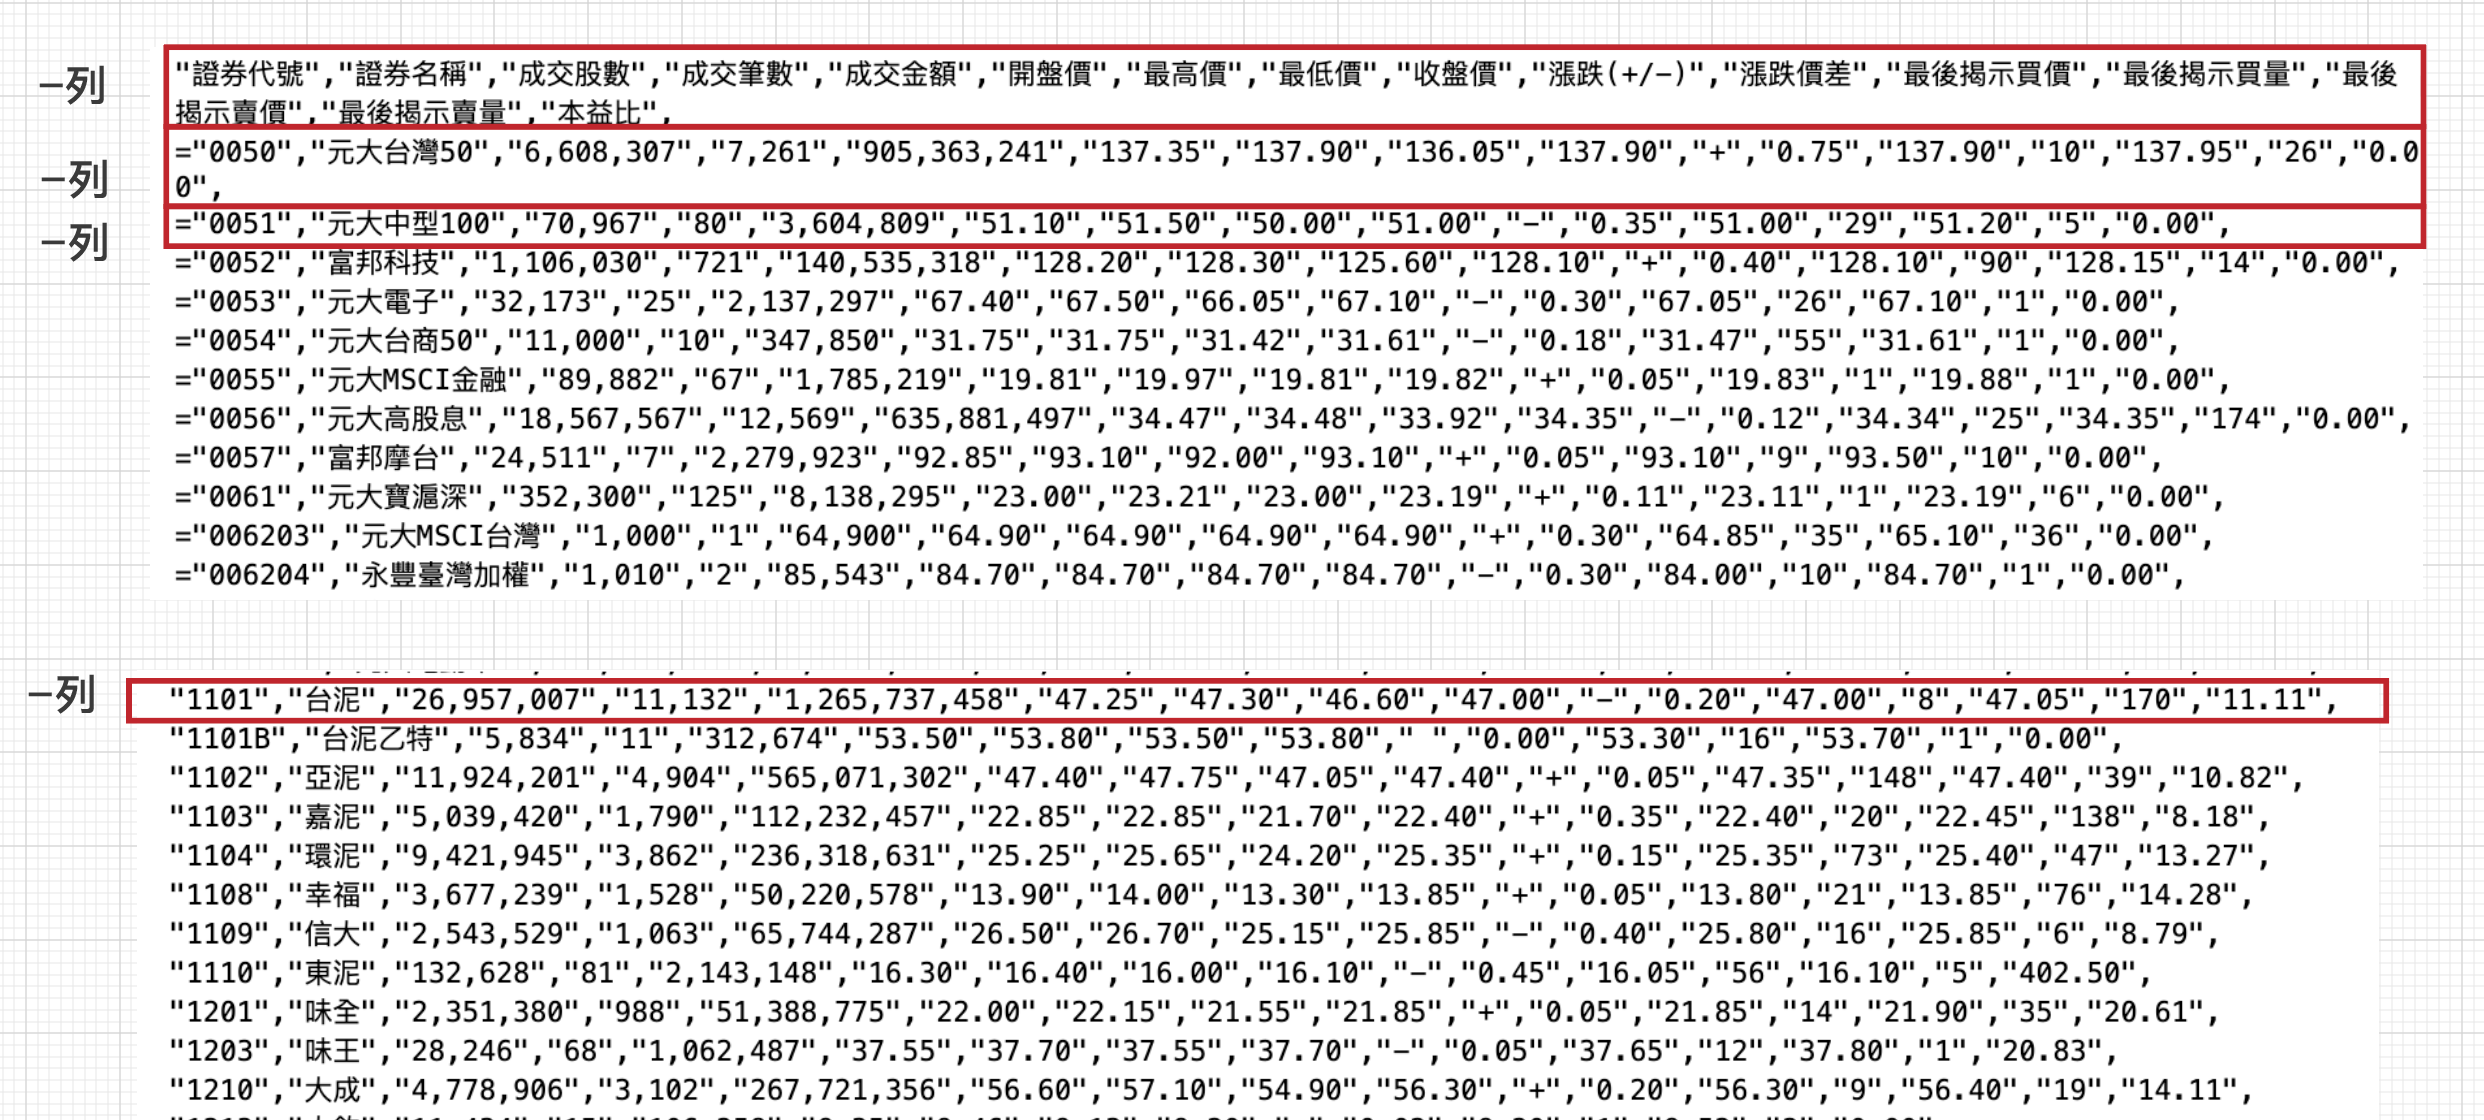 一列
"證券代號","證券名稱","成交股數","成交筆數","成交金額","開盤價","最高價","最低價","收盤價","漲跌(+/-)","漲跌價差","最後揭示買價","最後揭示買量","最後
揭示賣價","最後揭示賣量","本益比",
一列
="0050","元大台灣50","6,608,307","7,261","905,363,241","137.35","137.90","136.05","137.90","+","0.75","137.90","10","137.95","26","0.0
0",
一列
="0051","元大中型100","70,967","80","3,604,809","51.10","51.50","50.00","51.00","-","0.35","51.00","29","51.20","5","0.00",
="0052","富邦科技","1,106,030","721","140,535,318","128.20","128.30","125.60","128.10","+","0.40","128.10","90","128.15","14","0.00",
="0053","元大電子","32,173","25","2,137,297","67.40","67.50","66.05","67.10","-","0.30","67.05","26","67.10","1","0.00",
="0054","元大台商50","11,000","10","347,850","31.75","31.75","31.42","31.61","-","0.18","31.47","55","31.61","1","0.00",
="0055","元大MSCI金融","89,882","67","1,785,219","19.81","19.97","19.81","19.82","+","0.05","19.83","1","19.88","1","0.00",
="0056","元大高股息","18,567,567","12,569","635,881,497","34.47","34.48","33.92","34.35","-","0.12","34.34","25","34.35","174","0.00",
="0057","富邦摩台","24,511","7","2,279,923","92.85","93.10","92.00","93.10","+","0.05","93.10","9","93.50","10","0.00",
="0061","元大寶滬深","352,300","125","8,138,295","23.00","23.21","23.00","23.19","+","0.11","23.11","1","23.19","6","0.00",
="006203","元大MSCI台灣","1,000","1","64,900","64.90","64.90","64.90","64.90","+","0.30","64.85","35","65.10","36","0.00",
="006204","永豐臺灣加權","1,010","2","85,543","84.70","84.70","84.70","84.70","-","0.30","84.00","10","84.70","1","0.00",
一列
"1101","台泥","26,957,007","11,132","1,265,737,458","47.25","47.30","46.60","47.00","-","0.20","47.00","8","47.05","170","11.11",
"1101B","台泥乙特","5,834","11","312,674","53.50","53.80","53.50","53.80"," ","0.00","53.30","16","53.70","1","0.00",
"1102","亞泥","11,924,201","4,904","565,071,302","47.40","47.75","47.05","47.40","+","0.05","47.35","148","47.40","39","10.82",
"1103","嘉泥","5,039,420","1,790","112,232,457","22.85","22.85","21.70","22.40","+","0.35","22.40","20","22.45","138","8.18",
"1104","環泥","9,421,945","3,862","236,318,631","25.25","25.65","24.20","25.35","+","0.15","25.35","73","25.40","47","13.27",
"1108","幸福","3,677,239","1,528","50,220,578","13.90","14.00","13.30","13.85","+","0.05","13.80","21","13.85","76","14.28",
"1109","信大","2,543,529","1,063","65,744,287","26.50","26.70","25.15","25.85","-","0.40","25.80","16","25.85","6","8.79",
"1110","東泥","132,628","81","2,143,148","16.30","16.40","16.00","16.10","-","0.45","16.05","56","16.10","5","402.50",
"1201","味全","2,351,380","988","51,388,775","22.00","22.15","21.55","21.85","+","0.05","21.85","14","21.90","35","20.61",
"1203","味王","28,246","68","1,062,487","37.55","37.70","37.55","37.70","-","0.05","37.65","12","37.80","1","20.83",
"1210","大成","4,778,906","3,102","267,721,356","56.60","57.10","54.90","56.30","+","0.20","56.30","9","56.40","19","14.11",